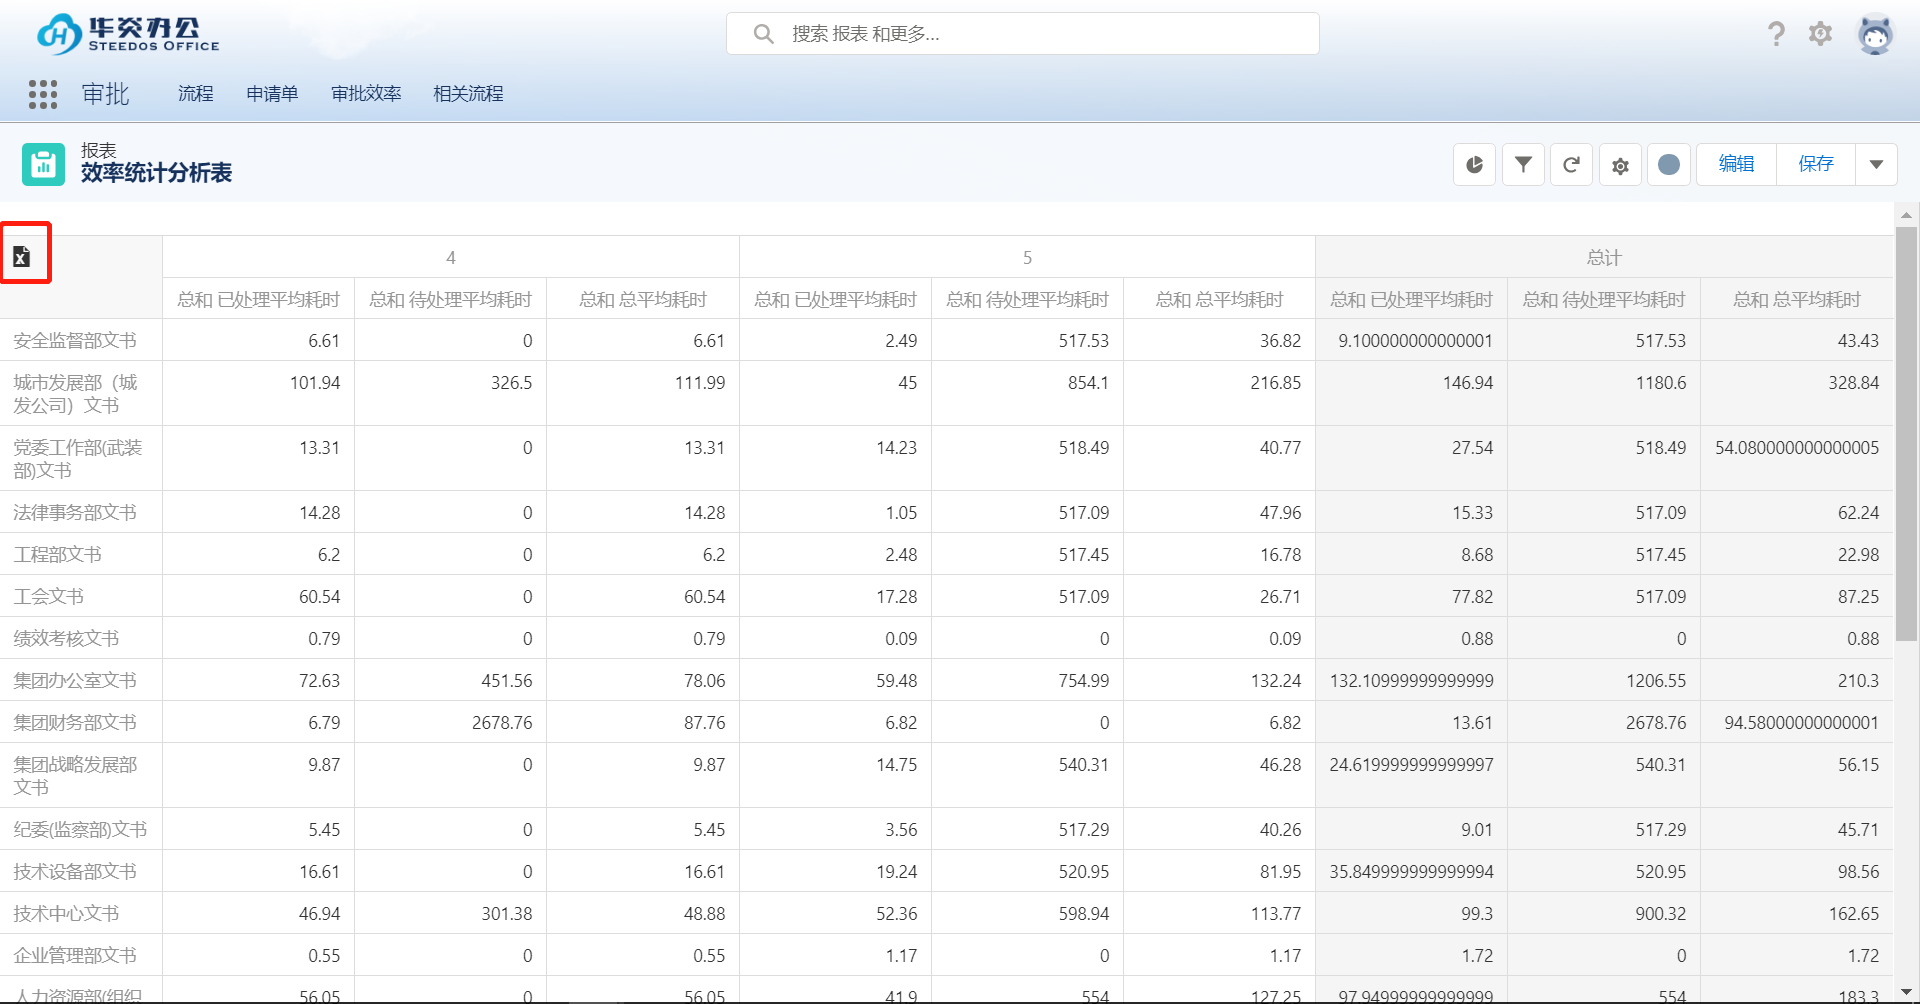 华炎办公
STEEDOS OFFICE
搜索 报表 和更多...
审批 流程 申请单 审批效率 相关流程
报表
效率统计分析表
编辑 保存
4 5 总计
总和 已处理平均耗时 总和 待处理平均耗时 总和 总平均耗时 总和 已处理平均耗时 总和 待处理平均耗时 总和 总平均耗时 总和 已处理平均耗时 总和 待处理平均耗时 总和 总平均耗时
安全监督部文书 6.61 0 6.61 2.49 517.53 36.82 9.100000000000001 517.53 43.43
城市发展部（城 101.94 326.5 111.99 45 854.1 216.85 146.94 1180.6 328.84
发公司）文书
党委工作部(武装 13.31 0 13.31 14.23 518.49 40.77 27.54 518.49 54.080000000000005
部)文书
法律事务部文书 14.28 0 14.28 1.05 517.09 47.96 15.33 517.09 62.24
工程部文书 6.2 0 6.2 2.48 517.45 16.78 8.68 517.45 22.98
工会文书 60.54 0 60.54 17.28 517.09 26.71 77.82 517.09 87.25
绩效考核文书 0.79 0 0.79 0.09 0 0.09 0.88 0 0.88
集团办公室文书 72.63 451.56 78.06 59.48 754.99 132.24 132.10999999999999 1206.55 210.3
集团财务部文书 6.79 2678.76 87.76 6.82 0 6.82 13.61 2678.76 94.58000000000001
集团战略发展部 9.87 0 9.87 14.75 540.31 46.28 24.619999999999997 540.31 56.15
文书
纪委(监察部)文书 5.45 0 5.45 3.56 517.29 40.26 9.01 517.29 45.71
技术设备部文书 16.61 0 16.61 19.24 520.95 81.95 35.849999999999994 520.95 98.56
技术中心文书 46.94 301.38 48.88 52.36 598.94 113.77 99.3 900.32 162.65
企业管理部文书 0.55 0 0.55 1.17 0 1.17 1.72 0 1.72
人力资源部(组织 56.05 0 56.05 41.9 554 127.25 97.94999999999999 554 183.3